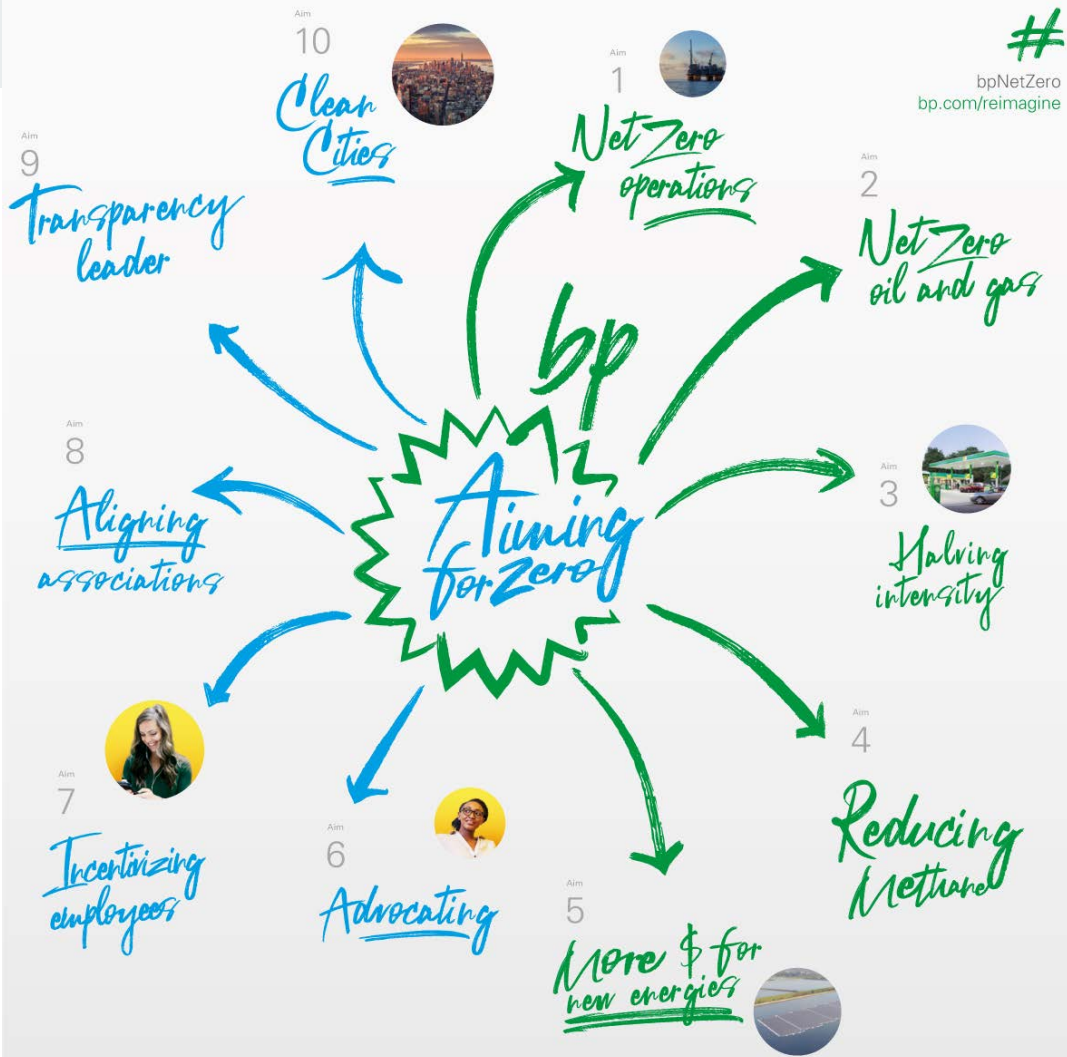 #
bpNetZero
bp.com/reimagine
bp
Aiming
for zero
Aim
1
Net Zero
operations
Aim
2
Net Zero
oil and gas
Aim
3
Halving
intensity
Aim
4
Reducing
Methane
Aim
5
More $ for
new energies
Aim
6
Advocating
Aim
7
Incentivizing
employees
Aim
8
Aligning
associations
Aim
9
Transparency
leader
Aim
10
Clean
Cities